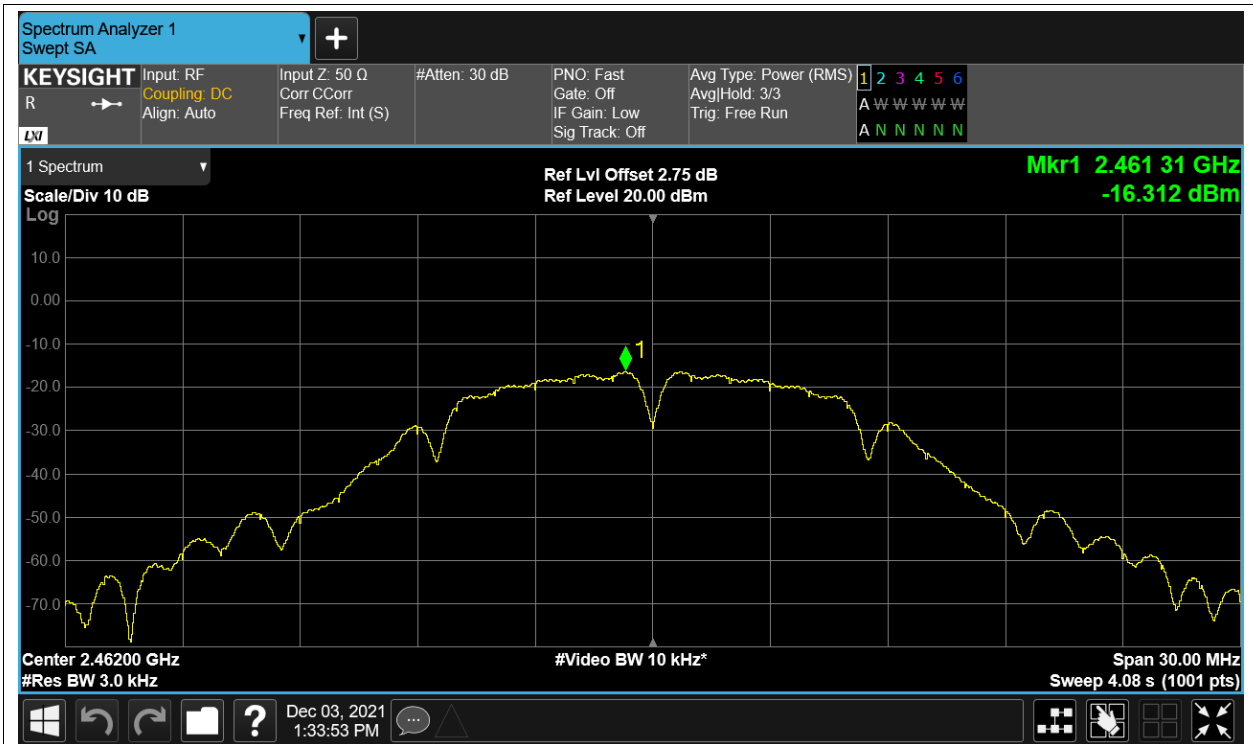 Spectrum Analyzer 1
Swept SA
KEYSIGHT
R
LXI
Input: RF
Coupling: DC
Align: Auto
Input Z: 50 Ω
Corr CCorr
Freq Ref: Int (S)
#Atten: 30 dB
PNO: Fast
Gate: Off
IF Gain: Low
Sig Track: Off
Avg Type: Power (RMS)
Avg|Hold: 3/3
Trig: Free Run
1 2 3 4 5 6
A W W W W W
A N N N N N
1 Spectrum
Scale/Div 10 dB
Log
Ref Lvl Offset 2.75 dB
Ref Level 20.00 dBm
Mkr1 2.461 31 GHz
-16.312 dBm
10.0
0.00
-10.0
1
-20.0
-30.0
-40.0
-50.0
-60.0
-70.0
Center 2.46200 GHz
#Res BW 3.0 kHz
#Video BW 10 kHz*
Span 30.00 MHz
Sweep 4.08 s (1001 pts)
?
Dec 03, 2021
1:33:53 PM